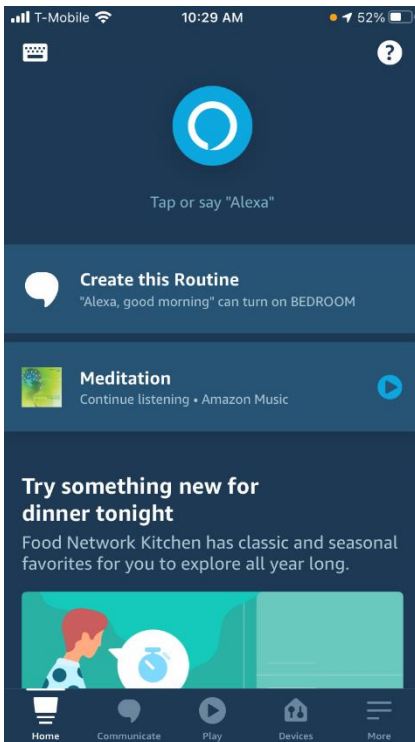 T-Mobile 10:29 AM 52%
?
Tap or say "Alexa"
Create this Routine
"Alexa, good morning" can turn on BEDROOM
Meditation
Continue listening • Amazon Music
Try something new for
dinner tonight
Food Network Kitchen has classic and seasonal
favorites for you to explore all year long.
Home Communicate Play Devices More